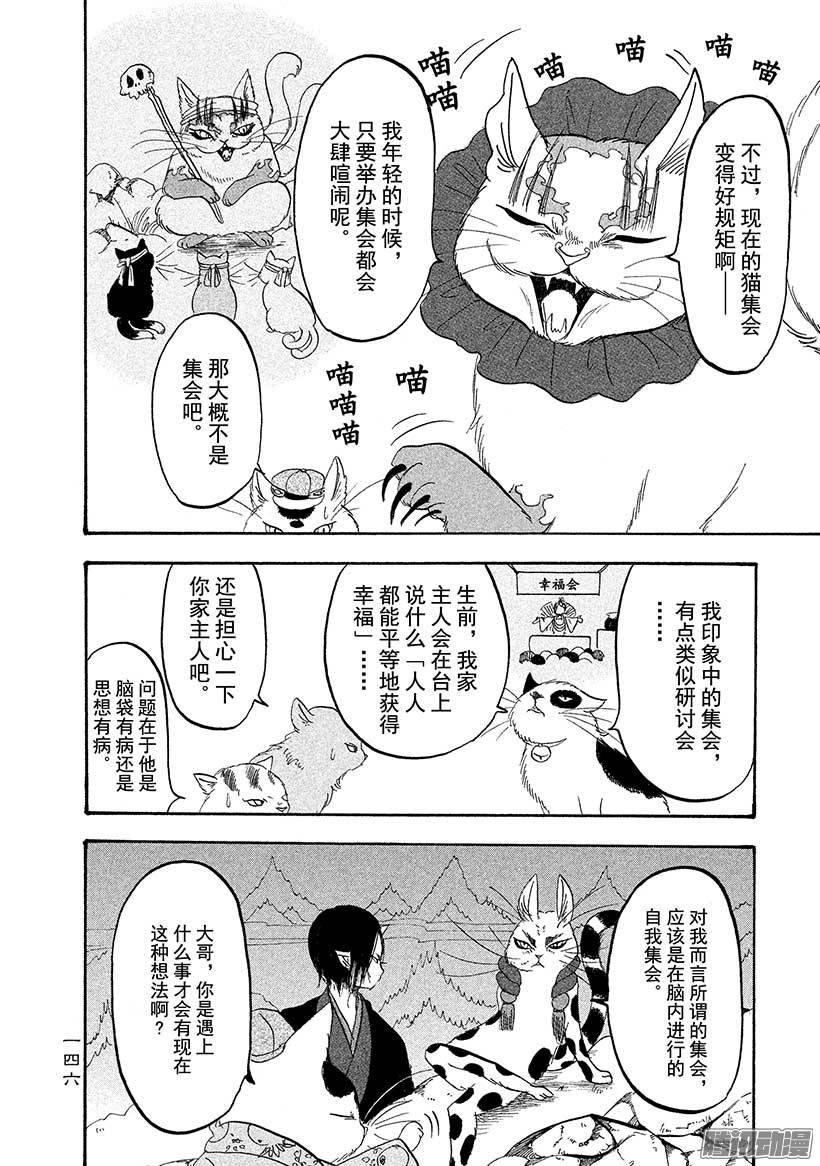 不过，现在的猫集会
变得好规矩啊——
喵
喵
喵
喵
喵
喵
我年轻的时候，
只要举办集会都会
大肆喧闹呢。
喵
喵
喵
喵
那大概不是
集会吧。
我印象中的集会，
有点类似研讨会
……
幸福会
生前，我家
主人会在台上
说什么「人人
都能平等地获得
幸福」……
还是担心一下
你家主人吧。
问题在于他是
脑袋有病还是
思想有病。
对我而言所谓的集会，
应该是在脑内进行的
自我集会。
大哥，你是遇上
什么事才会有现在
这种想法啊？
一四六
腾讯动漫